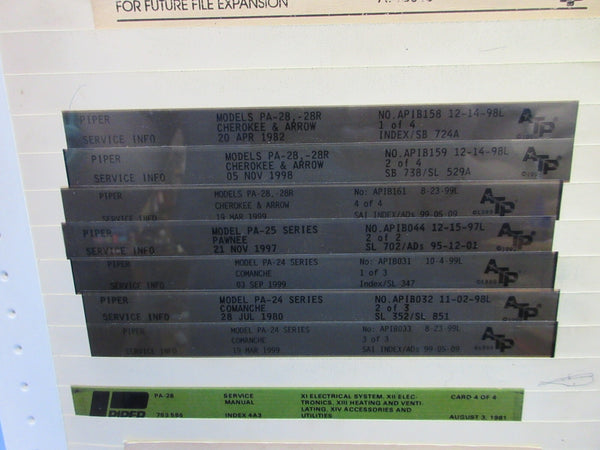 FOR FUTURE FILE EXPANSION
PIPER MODELS PA-28,-28R NO.APIB158 12-14-98L
CHEROKEE & ARROW 1 of 4 ATP
SERVICE INFO 20 APR 1982 INDEX/SB 724A
PIPER MODELS PA-28,-28R NO.APIB159 12-14-98L
CHEROKEE & ARROW 2 of 4 ATP
SERVICE INFO 05 NOV 1998 SB 738/SL 529A
PIPER MODELS PA-28,-28R No: APIB161 8-23-99L
CHEROKEE & ARROW 4 of 4 ATP
SERVICE INFO 19 MAR 1999 SAI INDEX/ADs 99-05-09
PIPER MODEL PA-25 SERIES NO.APIB044 12-15-97L
PAWNEE 2 of 2 ATP
SERVICE INFO 21 NOV 1997 SL 702/ADs 95-12-01
PIPER MODEL PA-24 SERIES No: APIB031 10-4-99L
COMANCHE 1 of 3 ATP
SERVICE INFO 03 SEP 1999 Index/SL 347
PIPER MODEL PA-24 SERIES NO.APIB032 11-02-98L
COMANCHE 2 of 3 ATP
SERVICE INFO 28 JUL 1980 SL 352/SL 851
PIPER MODEL PA-24 SERIES No: APIB033 8-23-99L
COMANCHE 3 of 3 ATP
SERVICE INFO 19 MAR 1999 SAI INDEX/ADs 99-05-09
PIPER PA-28 SERVICE XI ELECTRICAL SYSTEM, XII ELEC- CARD 4 OF 4
MANUAL TRONICS, XIII HEATING AND VENTI-
LATING, XIV ACCESSORIES AND
753 586 INDEX 4A3 UTILITIES AUGUST 3, 1981